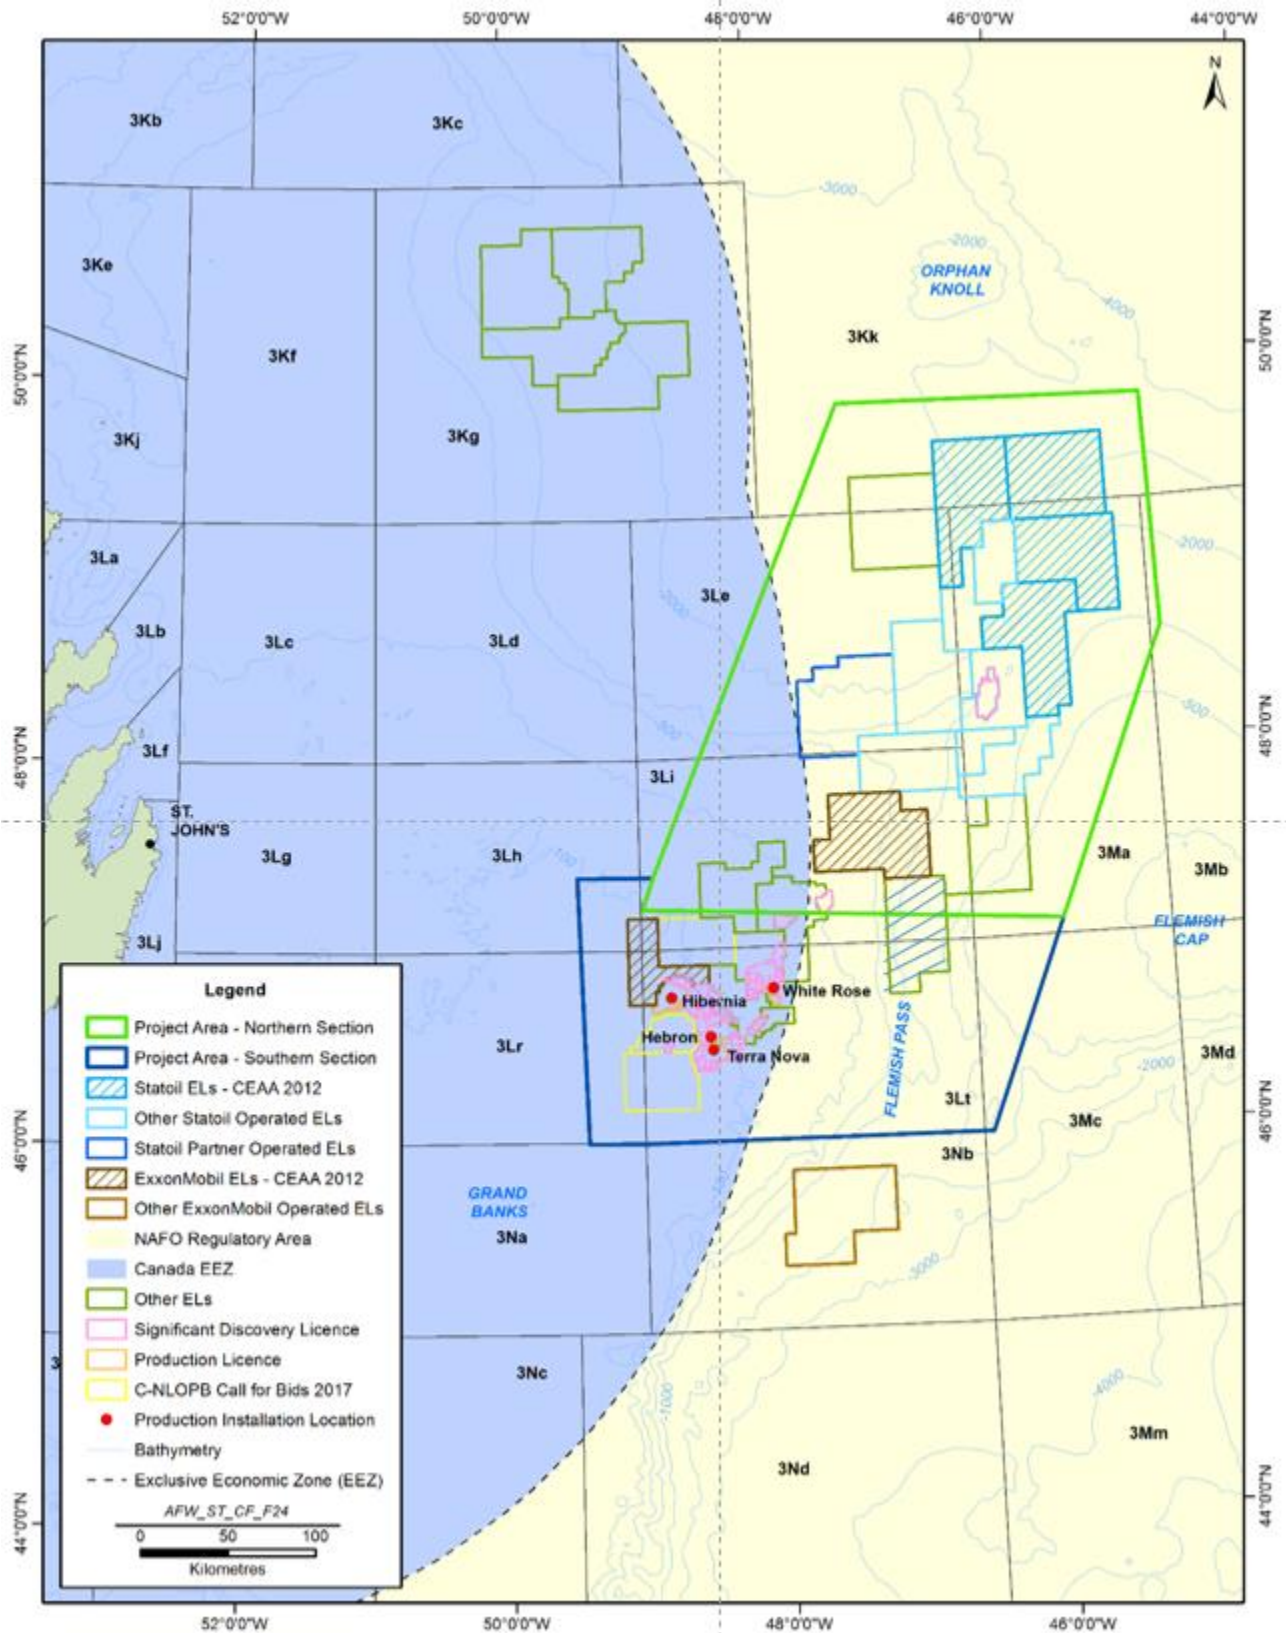 52°0'0"W
50°0'0"W
48°0'0"W
46°0'0"W
44°0'0"W
N
3Kb
3Kc
-3000
-2000
3Ke
ORPHAN
KNOLL
-4000
50°0'0"N
3Kf
3Kk
50°0'0"N
3Kj
3Kg
3La
-2000
3Le
-2000
3Lb
3Lc
3Ld
-500
-500
48°0'0"N
3Lf
3Li
48°0'0"N
ST.
JOHN'S
3Lg
3Lh
-100
3Ma
3Mb
FLEMISH
CAP
3Lj
Legend
Project Area - Northern Section
Project Area - Southern Section
Statoil ELs - CEAA 2012
Other Statoil Operated ELs
Statoil Partner Operated ELs
ExxonMobil ELs - CEAA 2012
Other ExxonMobil Operated ELs
NAFO Regulatory Area
Canada EEZ
Other ELs
Significant Discovery Licence
Production Licence
C-NLOPB Call for Bids 2017
Production Installation Location
Bathymetry
Exclusive Economic Zone (EEZ)
AFW_ST_CF_F24
0 50 100
Kilometres
White Rose
Hibernia
Hebron
Terra Nova
3Lr
FLEMISH PASS
3Lt
3Md
-2000
3Mc
46°0'0"N
46°0'0"N
3Nb
GRAND
BANKS
3Na
-3000
3
3Nc
-1000
-4000
3Mm
3Nd
44°0'0"N
44°0'0"N
52°0'0"W
50°0'0"W
48°0'0"W
46°0'0"W